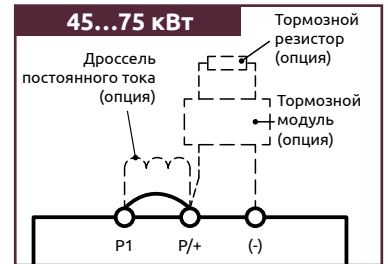 45...75 кВт
Тормозной
резистор
(опция)
Дроссель
постоянного тока
(опция)
Тормозной
модуль
(опция)
P1
P/+
(-)